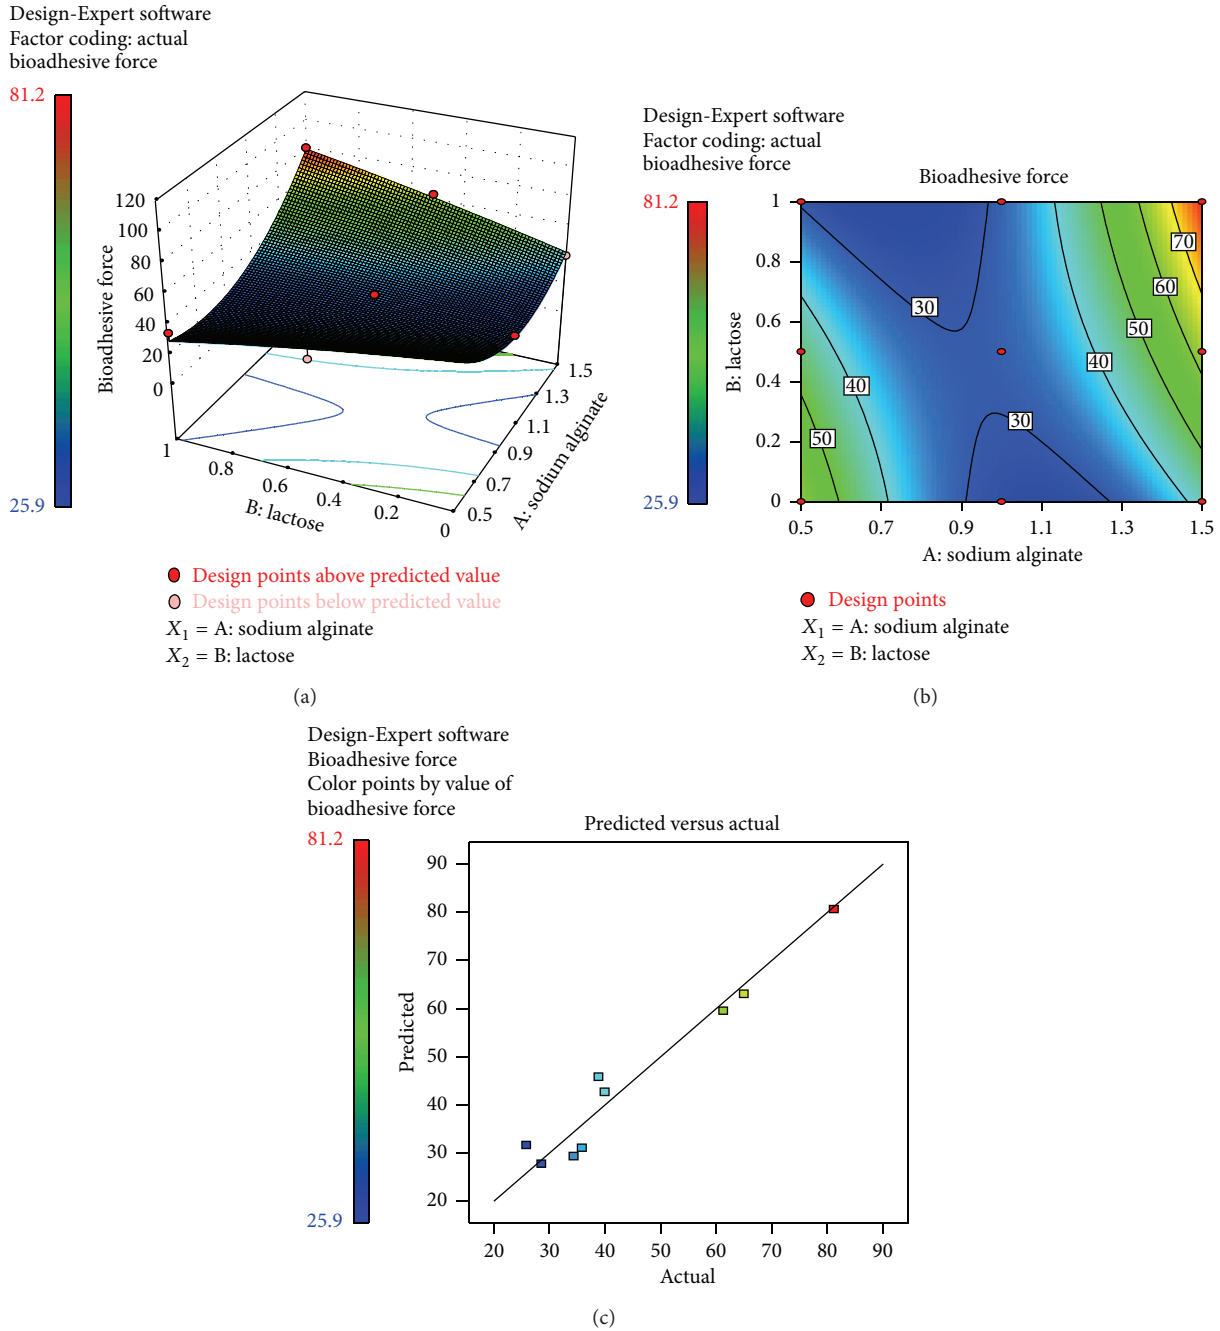 Design-Expert software
Factor coding: actual
bioadhesive force
81.2
25.9
Bioadhesive force
120
100
80
60
40
20
0
1
0.8
0.6
0.4
0.2
0
B: lactose
0.5
0.7
0.9
1.1
1.3
1.5
A: sodium alginate
Design points above predicted value
Design points below predicted value
X1 = A: sodium alginate
X2 = B: lactose
(a)
Design-Expert software
Factor coding: actual
bioadhesive force
81.2
25.9
Bioadhesive force
B: lactose
1
0.8
0.6
0.4
0.2
0
70
60
50
40
30
40
30
50
0.5
0.7
0.9
1.1
1.3
1.5
A: sodium alginate
Design points
X1 = A: sodium alginate
X2 = B: lactose
(b)
Design-Expert software
Bioadhesive force
Color points by value of
bioadhesive force
81.2
25.9
Predicted versus actual
Predicted
90
80
70
60
50
40
30
20
20
30
40
50
60
70
80
90
Actual
(c)